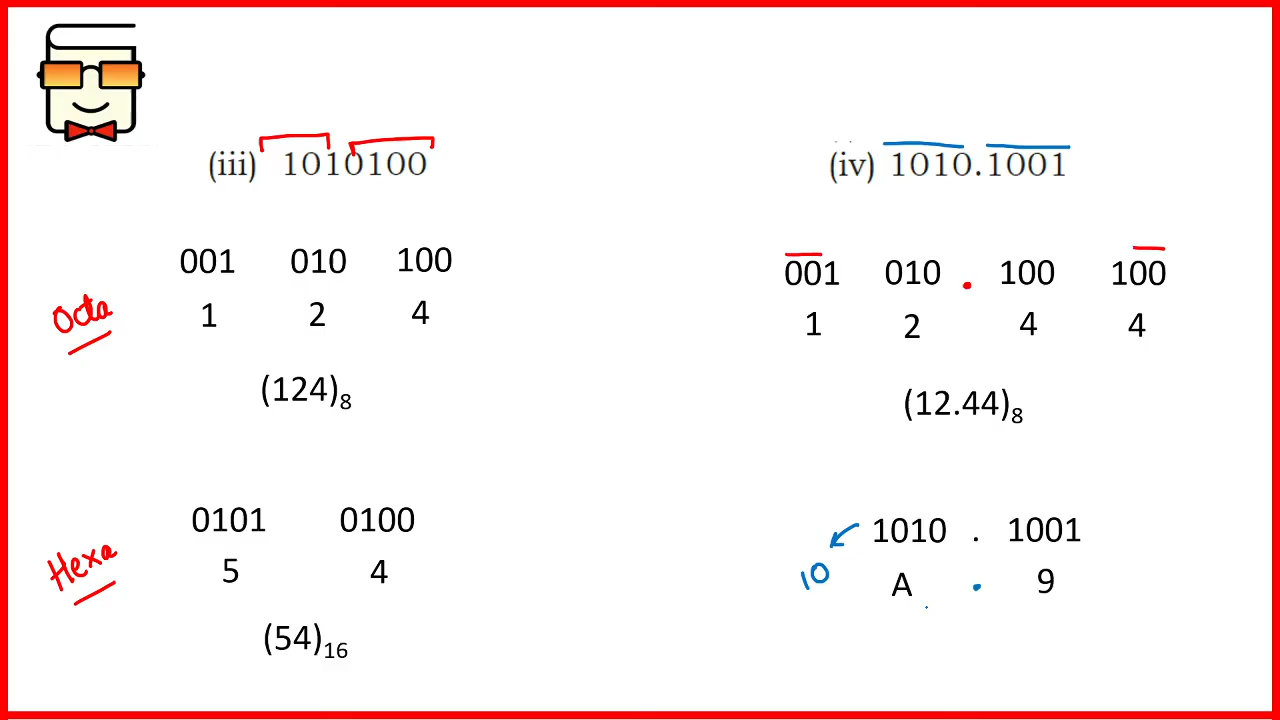 (iii) 1010100
001 010 100
Octa
1 2 4
(124)8
Hexa
0101 0100
5 4
(54)16
(iv) 1010.1001
001 010 . 100 100
1 2 4 4
(12.44)8
1010 . 1001
10
A . 9